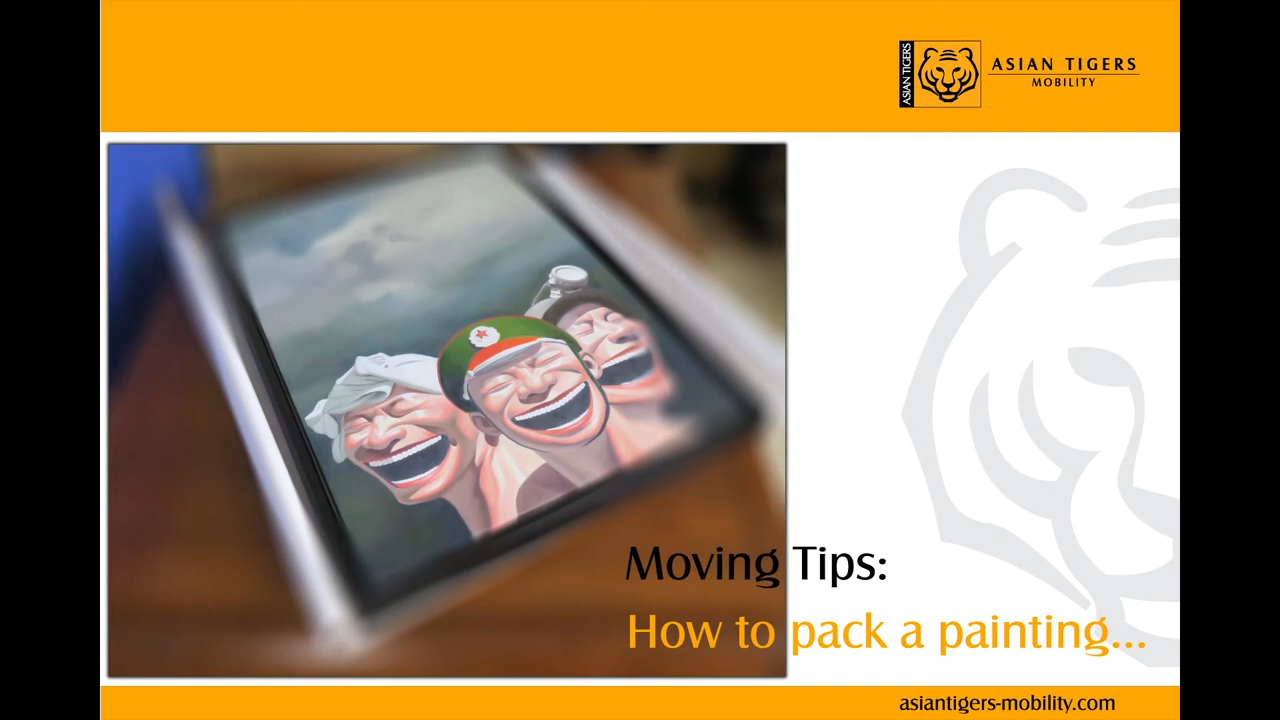 ASIAN TIGERS
ASIAN TIGERS
MOBILITY
Moving Tips:
How to pack a painting...
asiantigers-mobility.com